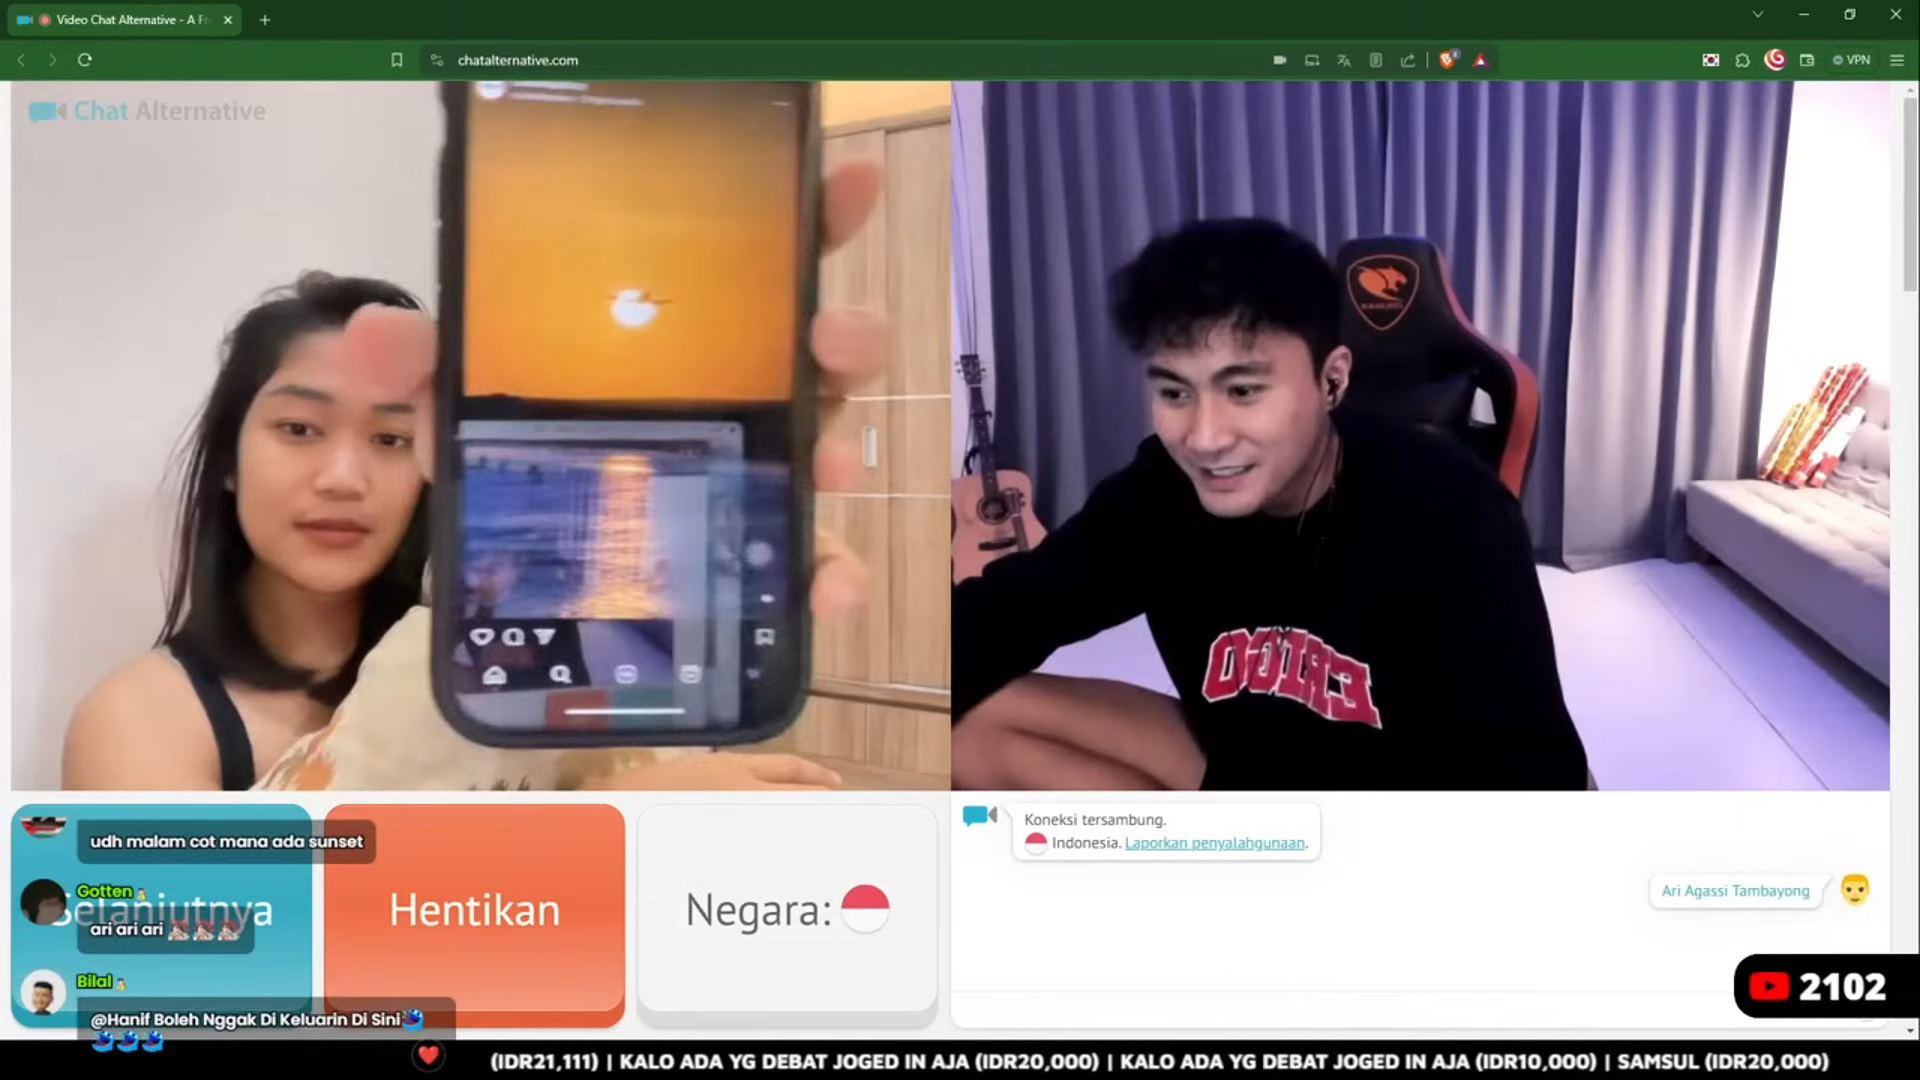 Video Chat Alternative - A Fr
chatalternative.com
VPN
Chat Alternative
udh malam cot mana ada sunset
Gotten
ari ari ari
Bilal
@Hanif Boleh Nggak Di Keluarin Di Sini
Selanjutnya
Hentikan
Negara:
Koneksi tersambung.
Indonesia. Laporkan penyalahgunaan.
Ari Agassi Tambayong
2102
(IDR21,111) | KALO ADA YG DEBAT JOGED IN AJA (IDR20,000) | KALO ADA YG DEBAT JOGED IN AJA (IDR10,000) | SAMSUL (IDR20,000)